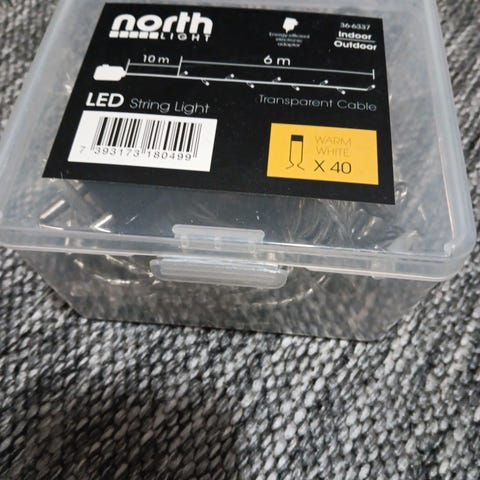 north
LIGHT
Energy efficient
electronic
adaptor
36-6337
Indoor
Outdoor
10 m
6 m
LED String Light
Transparent Cable
7 393173 180499
WARM
WHITE
X 40